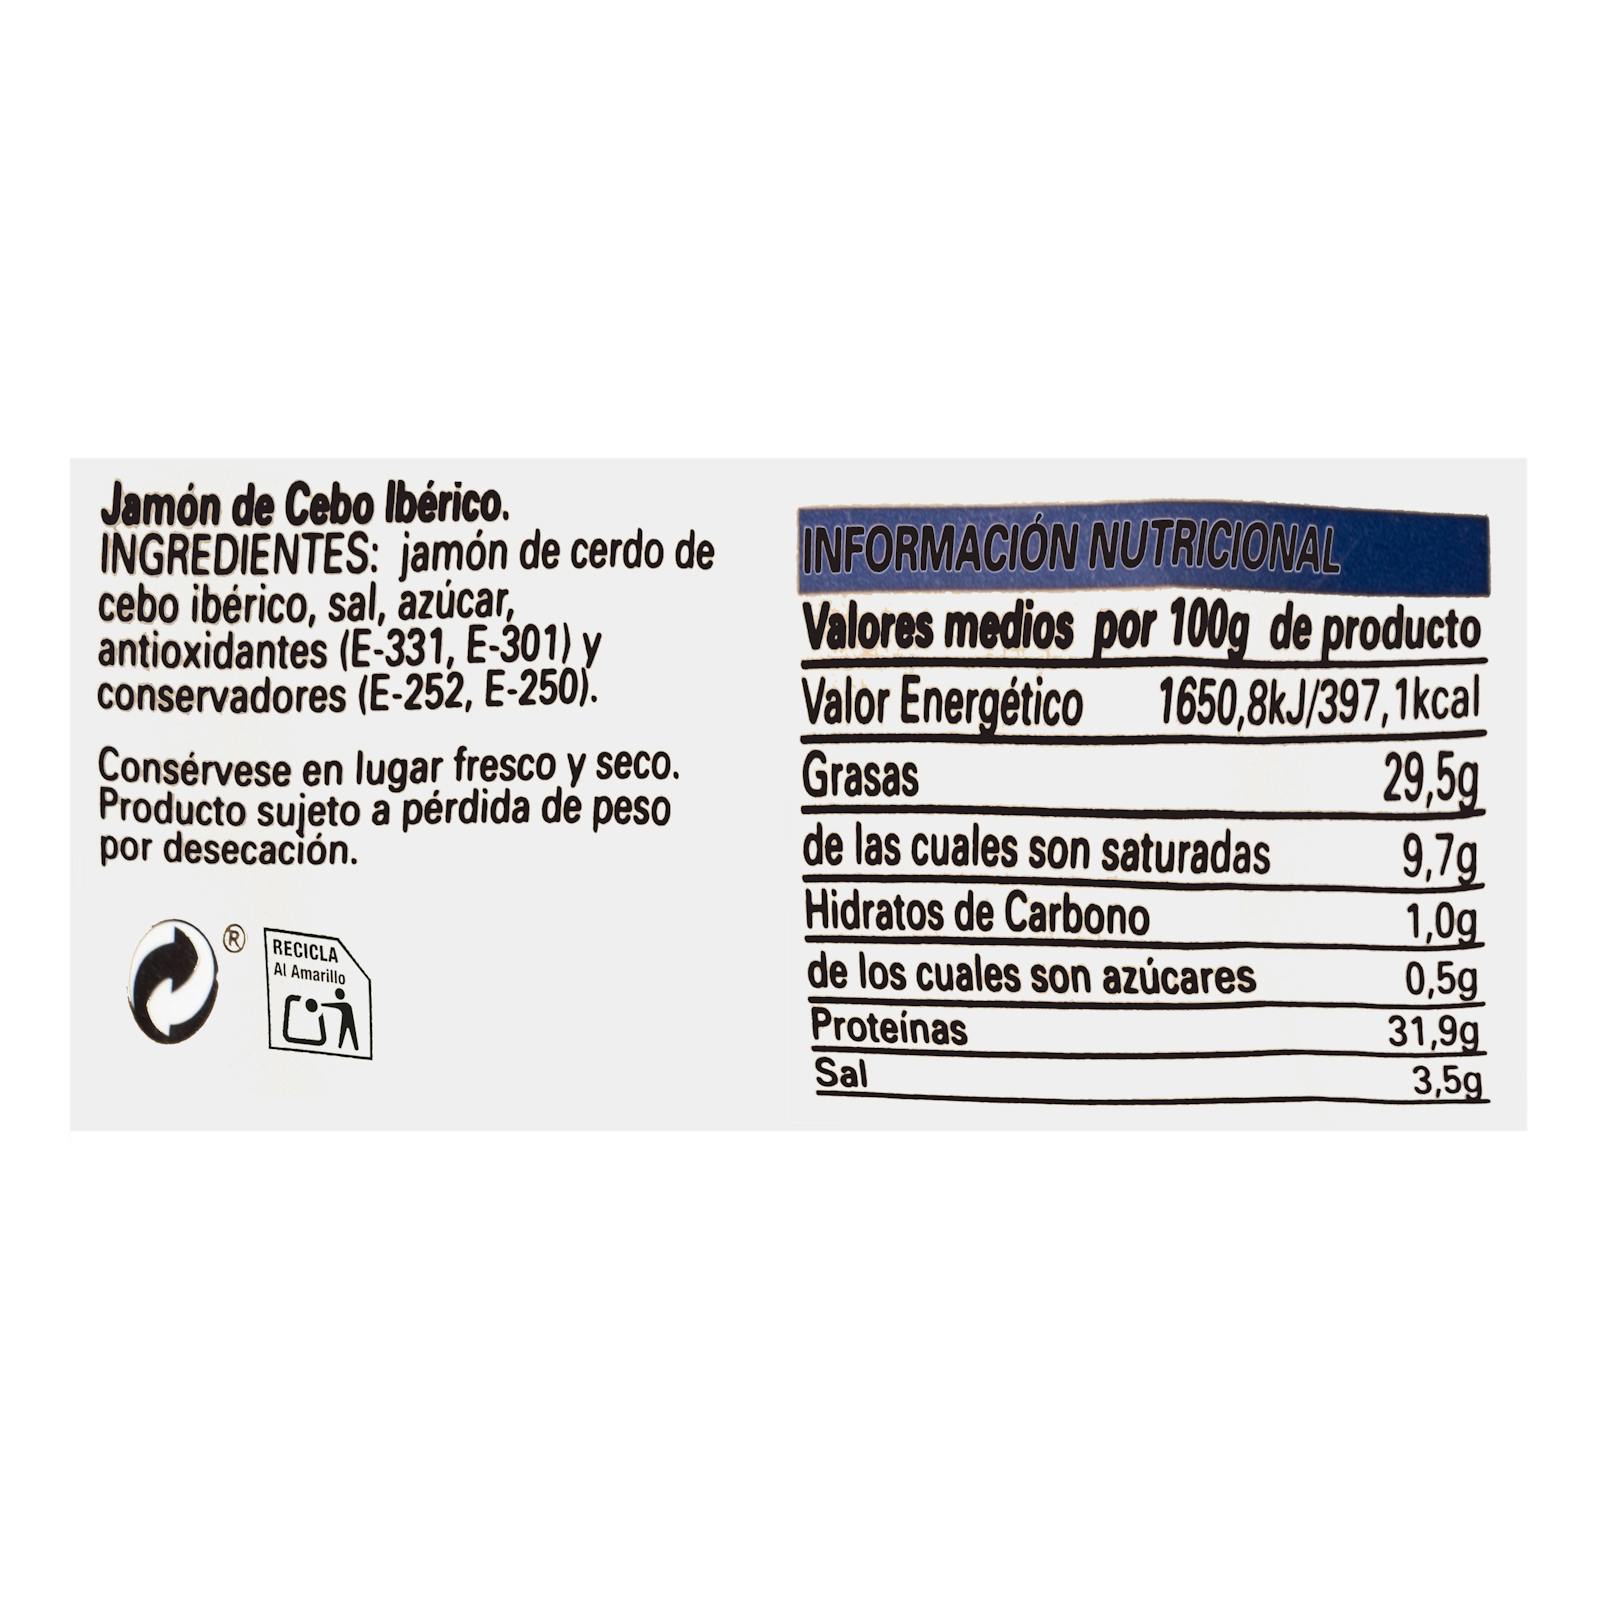 Jamón de Cebo Ibérico.
INGREDIENTES: jamón de cerdo de
cebo ibérico, sal, azúcar,
antioxidantes (E-331, E-301) y
conservadores (E-252, E-250).
Consérvese en lugar fresco y seco.
Producto sujeto a pérdida de peso
por desecación.
®
RECICLA
Al Amarillo
INFORMACIÓN NUTRICIONAL
Valores medios por 100g de producto
Valor Energético 1650,8kJ/397,1kcal
Grasas 29,5g
de las cuales son saturadas 9,7g
Hidratos de Carbono 1,0g
de los cuales son azúcares 0,5g
Proteínas 31,9g
Sal 3,5g